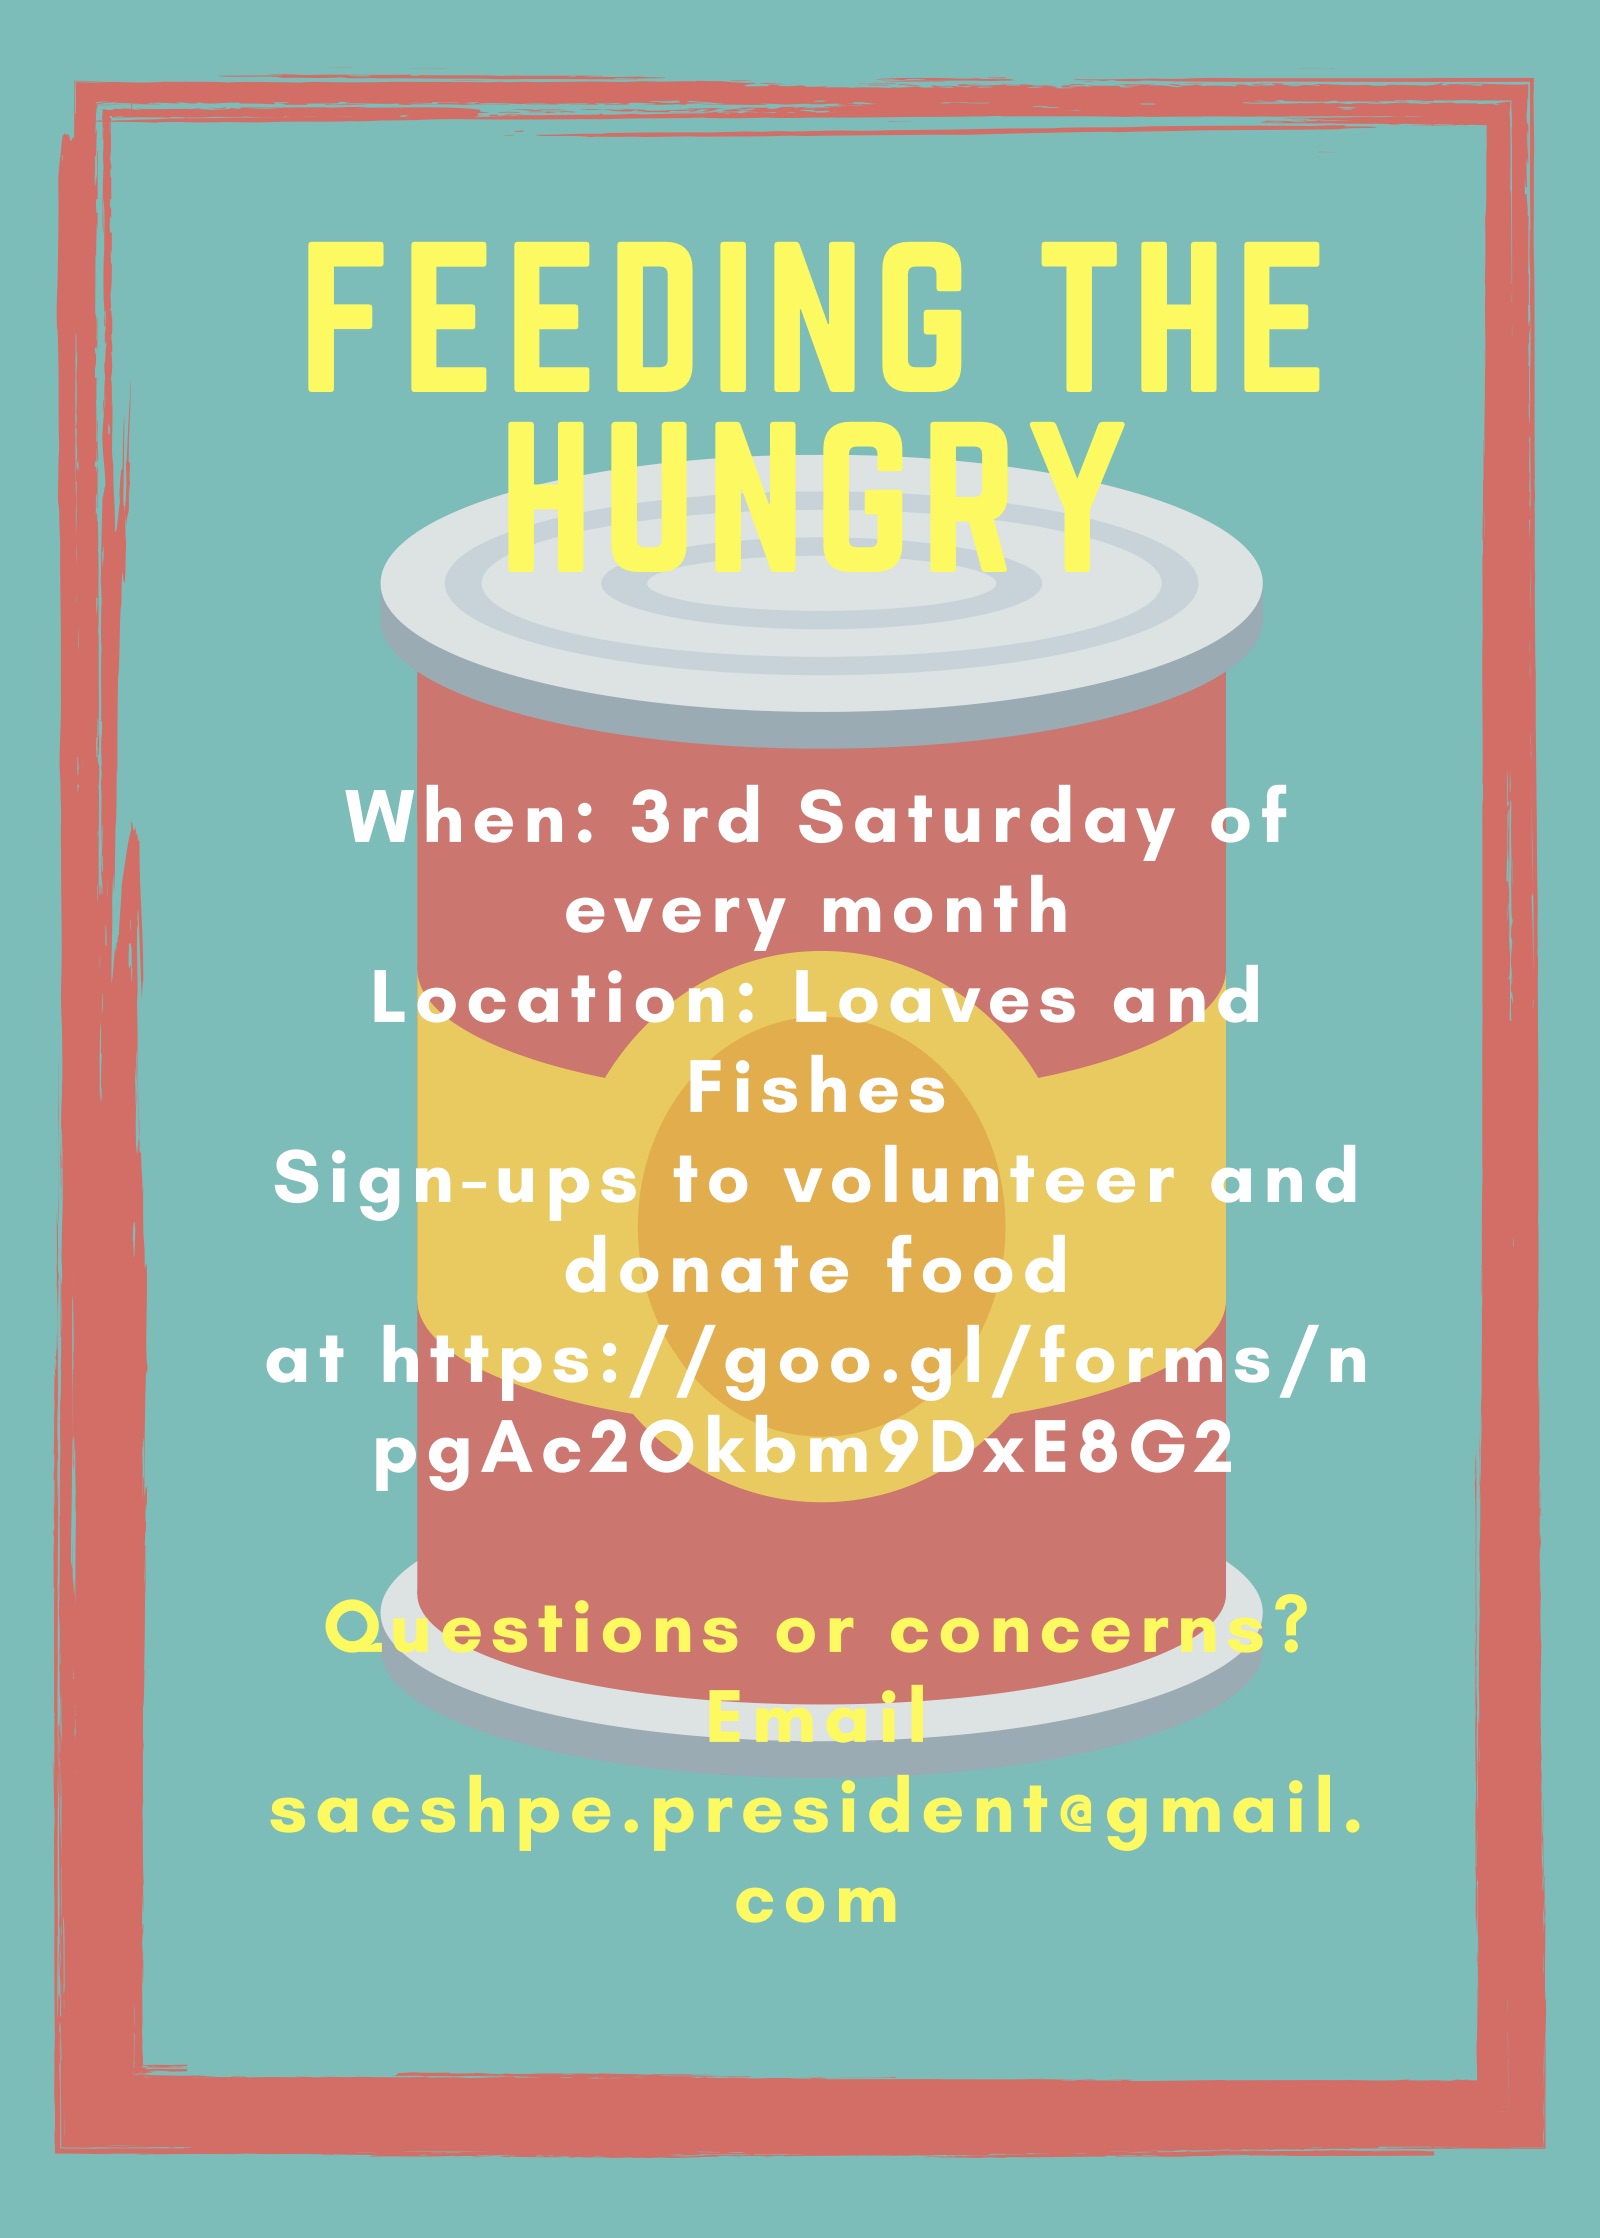 FEEDING THE
HUNGRY
When: 3rd Saturday of
every month
Location: Loaves and
Fishes
Sign-ups to volunteer and
donate food
at https://goo.gl/forms/n
pgAc2Okbm9DxE8G2
Questions or concerns?
Email
sacshpe.president@gmail.
com